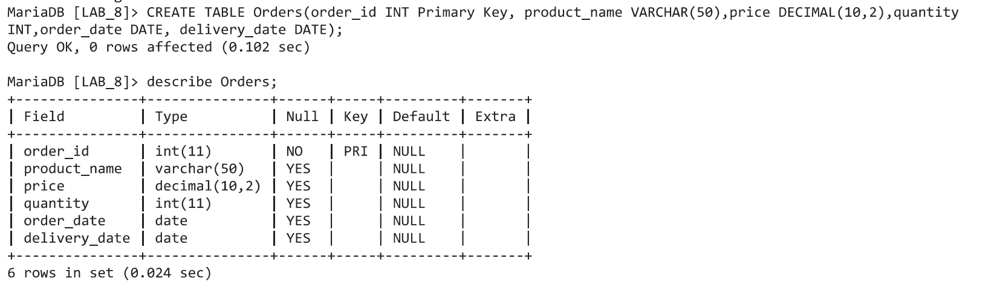 MariaDB [LAB_8]> CREATE TABLE Orders(order_id INT Primary Key, product_name VARCHAR(50),price DECIMAL(10,2),quantity
INT,order_date DATE, delivery_date DATE);
Query OK, 0 rows affected (0.102 sec)

MariaDB [LAB_8]> describe Orders;
+---------------+---------------+------+-----+---------+-------+
| Field         | Type          | Null | Key | Default | Extra |
+---------------+---------------+------+-----+---------+-------+
| order_id      | int(11)       | NO   | PRI | NULL    |       |
| product_name  | varchar(50)   | YES  |     | NULL    |       |
| price         | decimal(10,2) | YES  |     | NULL    |       |
| quantity      | int(11)       | YES  |     | NULL    |       |
| order_date    | date          | YES  |     | NULL    |       |
| delivery_date | date          | YES  |     | NULL    |       |
+---------------+---------------+------+-----+---------+-------+
6 rows in set (0.024 sec)